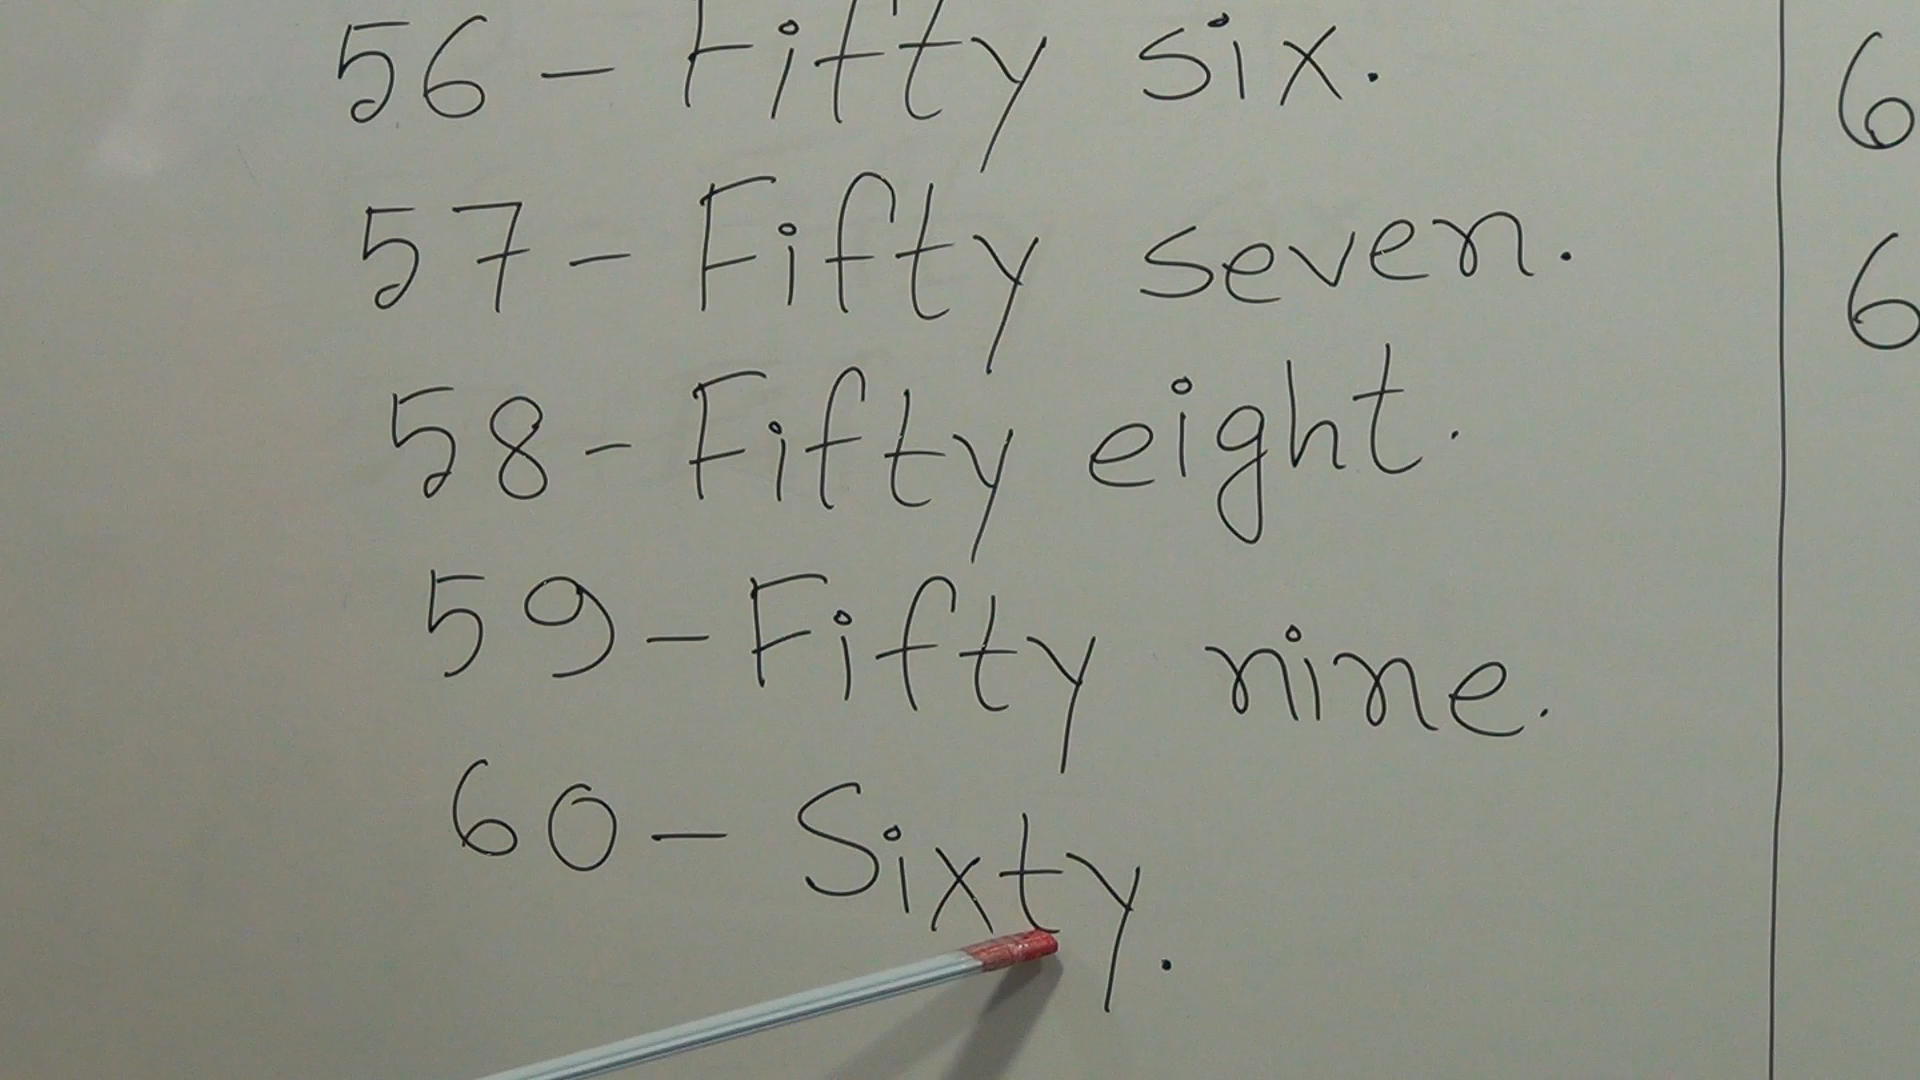 56 - Fifty six.
57 - Fifty seven.
58 - Fifty eight.
59 - Fifty nine.
60 - Sixty.
6
6